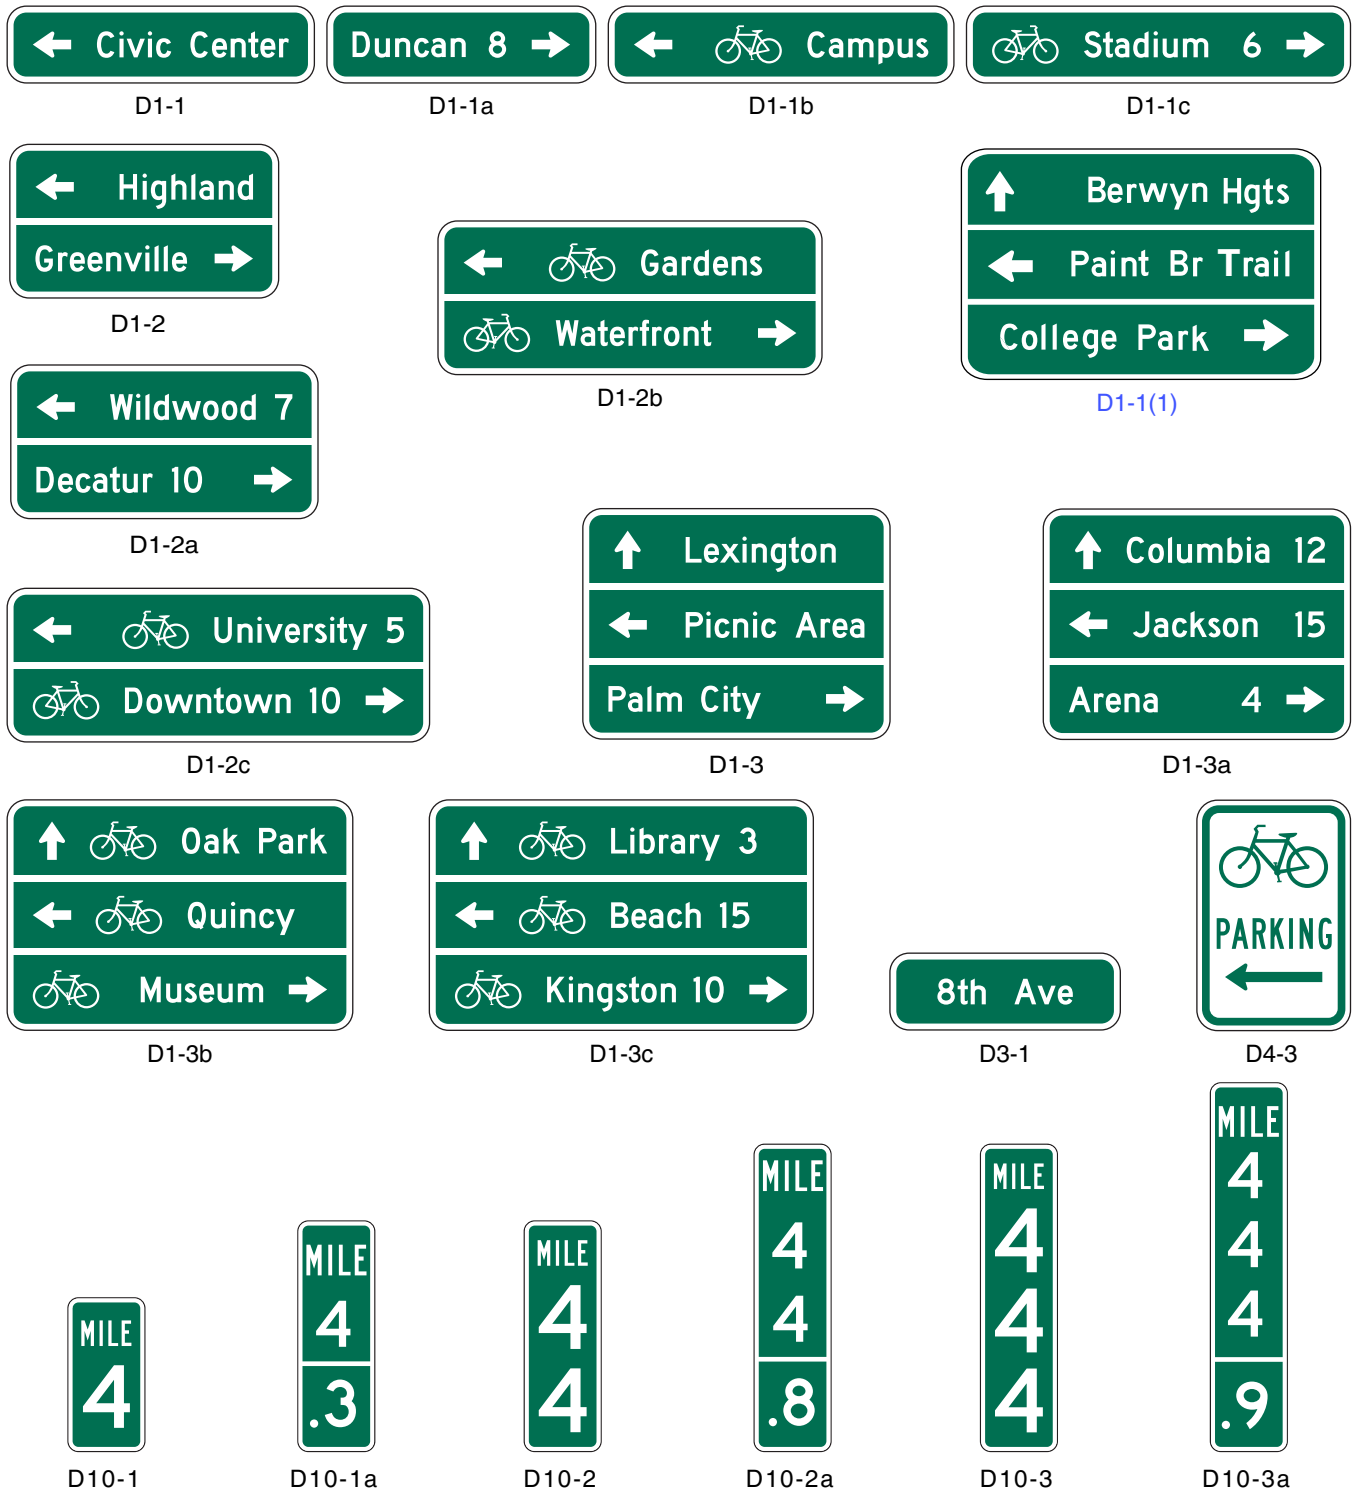 Civic Center
D1-1
Duncan 8
D1-1a
Campus
D1-1b
Stadium 6
D1-1c
Highland
Greenville
D1-2
Gardens
Waterfront
D1-2b
Berwyn Hgts
Paint Br Trail
College Park
D1-1(1)
Wildwood 7
Decatur 10
D1-2a
University 5
Downtown 10
D1-2c
Lexington
Picnic Area
Palm City
D1-3
Columbia 12
Jackson 15
Arena 4
D1-3a
Oak Park
Quincy
Museum
D1-3b
Library 3
Beach 15
Kingston 10
D1-3c
8th Ave
D3-1
PARKING
D4-3
MILE
4
D10-1
MILE
4
.3
D10-1a
MILE
4
4
D10-2
MILE
4
4
.8
D10-2a
MILE
4
4
4
D10-3
MILE
4
4
4
.9
D10-3a